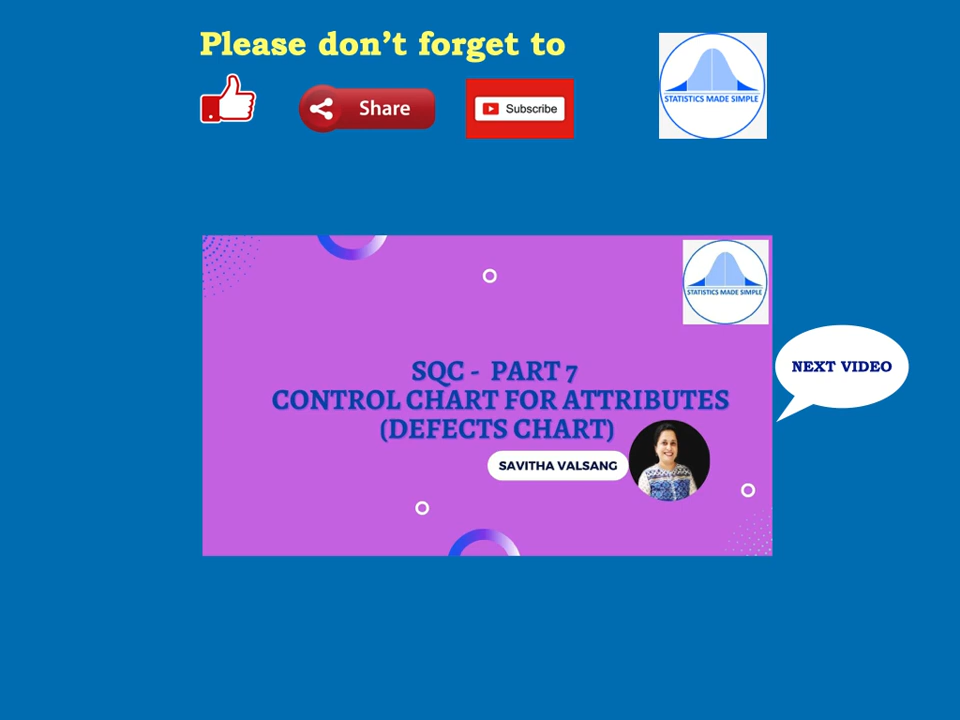 Please don't forget to
Share
Subscribe
STATISTICS MADE SIMPLE
STATISTICS MADE SIMPLE
SQC - PART 7
CONTROL CHART FOR ATTRIBUTES
(DEFECTS CHART)
SAVITHA VALSANG
NEXT VIDEO